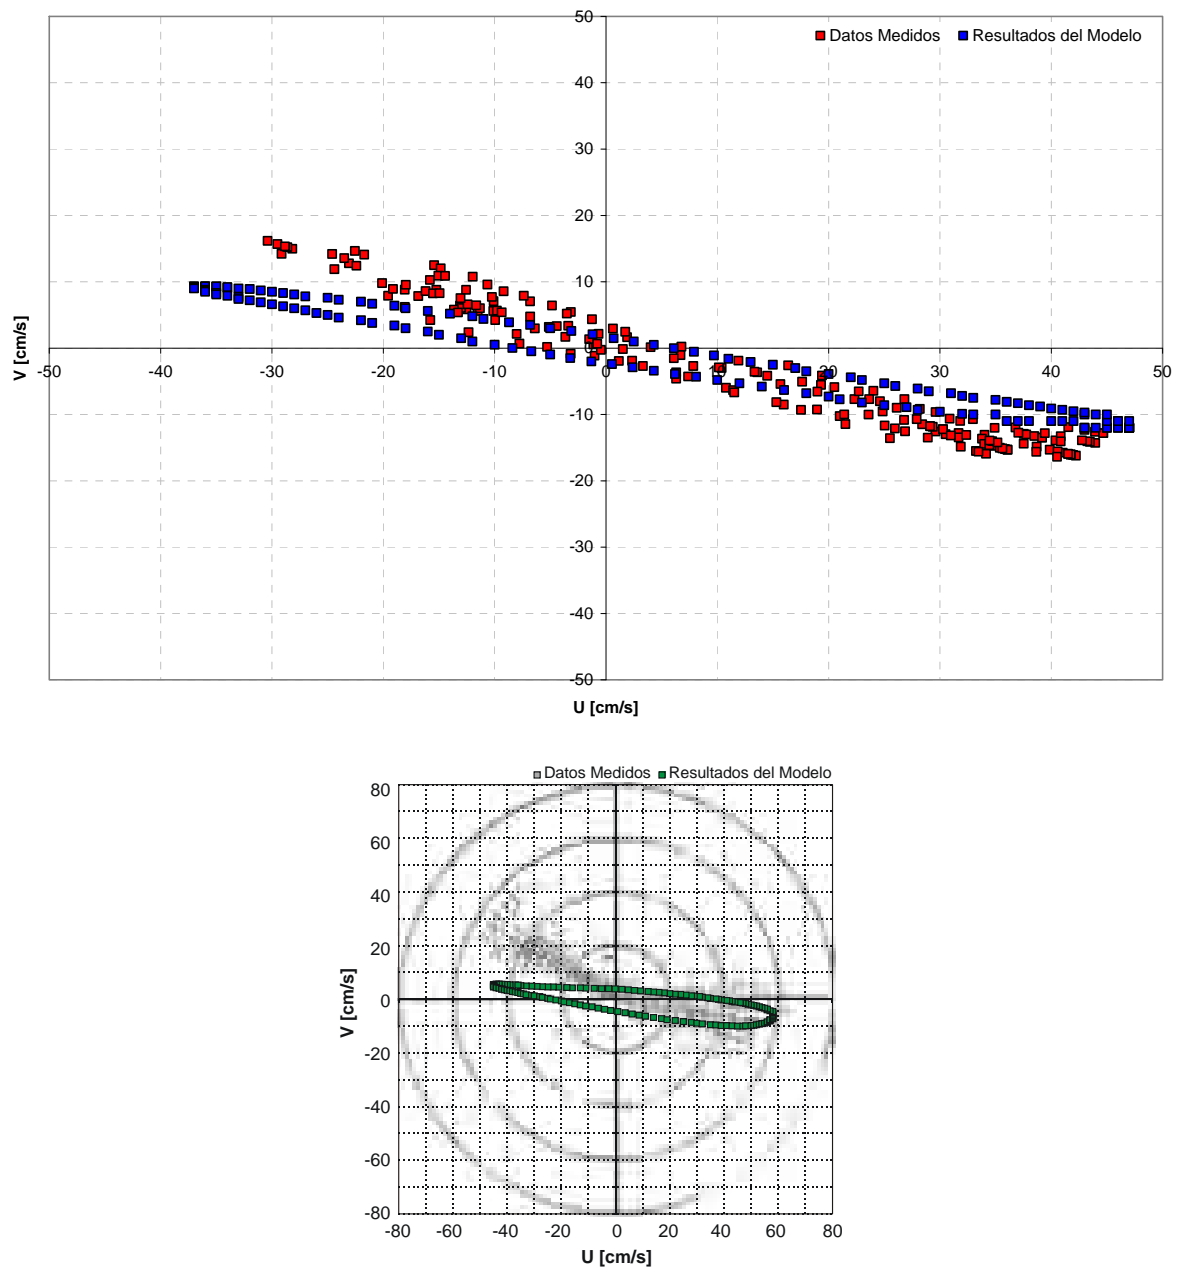 50
Datos Medidos Resultados del Modelo
40
30
20
10
0
-50 -40 -30 -20 -10 0 10 20 30 40 50
-10
-20
-30
-40
-50
V [cm/s]
U [cm/s]
Datos Medidos Resultados del Modelo
80
60
40
20
0
-20
-40
-60
-80
V [cm/s]
-80 -60 -40 -20 0 20 40 60 80
U [cm/s]